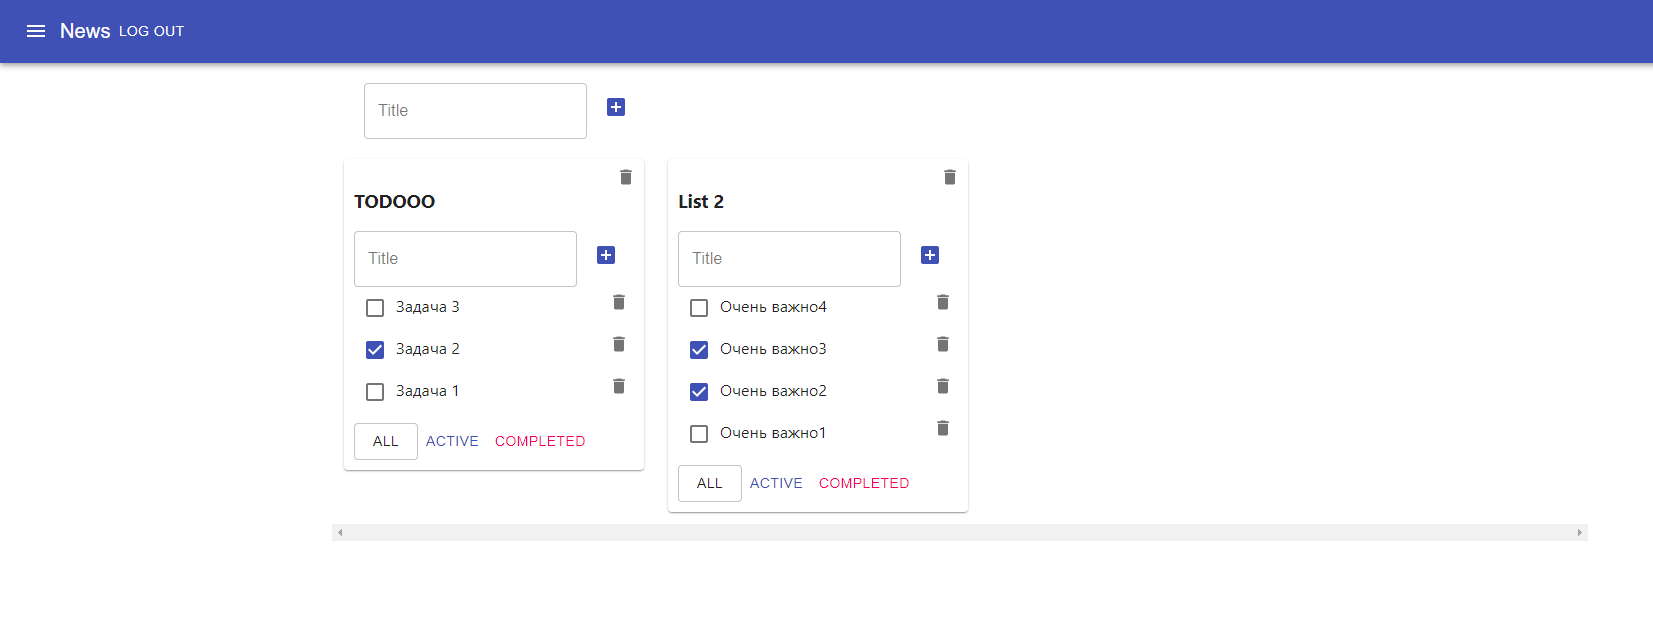 News LOG OUT
Title
TODOOO
Title
Задача 3
Задача 2
Задача 1
ALL ACTIVE COMPLETED
List 2
Title
Очень важно4
Очень важно3
Очень важно2
Очень важно1
ALL ACTIVE COMPLETED